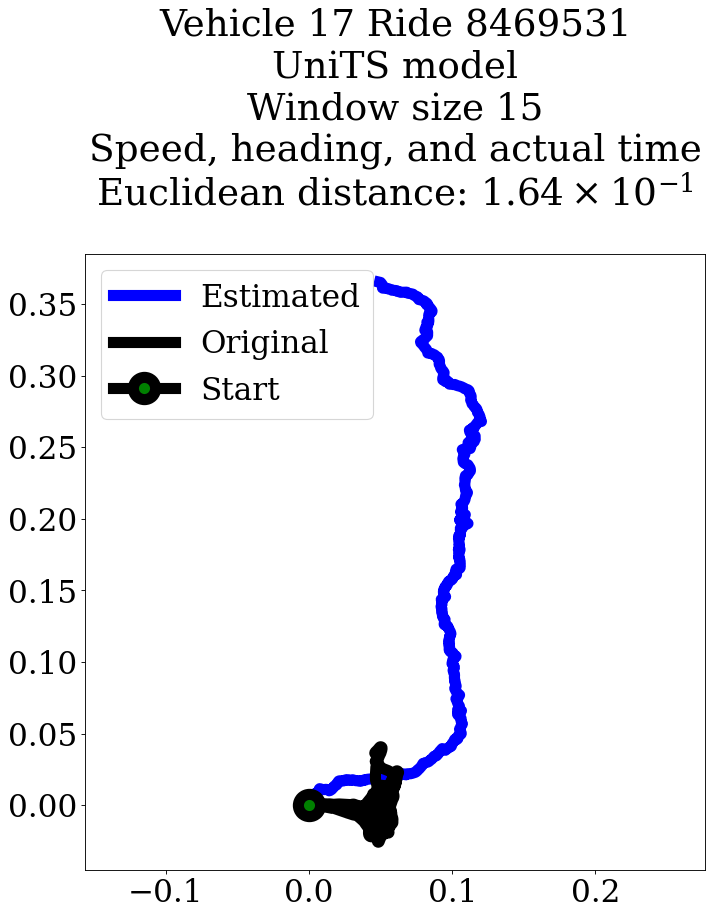 Vehicle 17 Ride 8469531
UniTS model
Window size 15
Speed, heading, and actual time
Euclidean distance: 1.64 × 10⁻¹
Estimated
Original
Start
0.35
0.30
0.25
0.20
0.15
0.10
0.05
0.00
−0.1 0.0 0.1 0.2